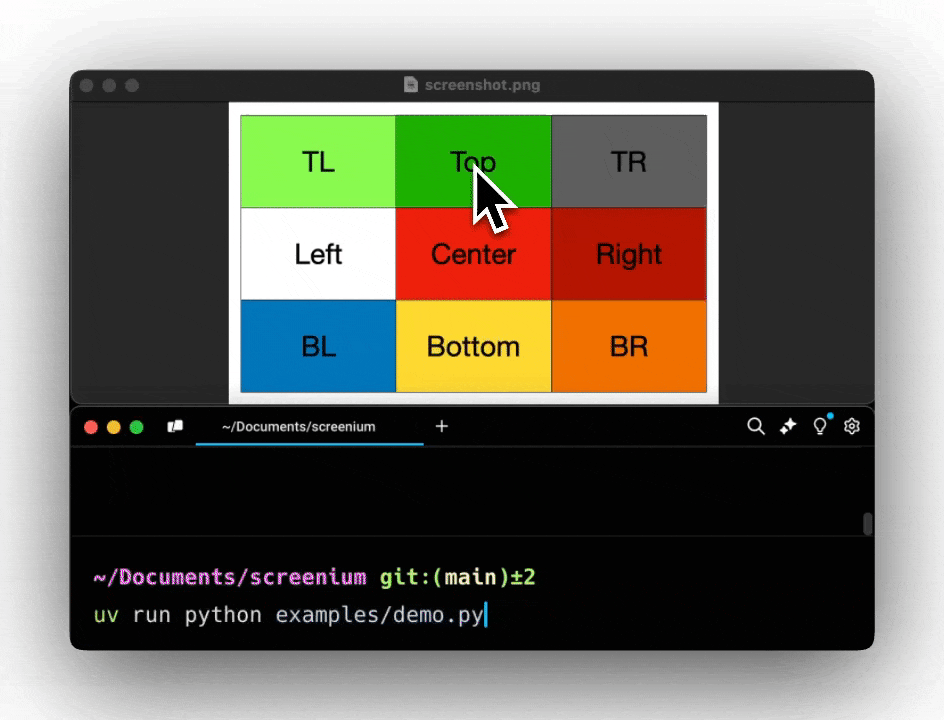 screenshot.png
TL Top TR
Left Center Right
BL Bottom BR
~/Documents/screenium +
~/Documents/screenium git:(main)±2
uv run python examples/demo.py